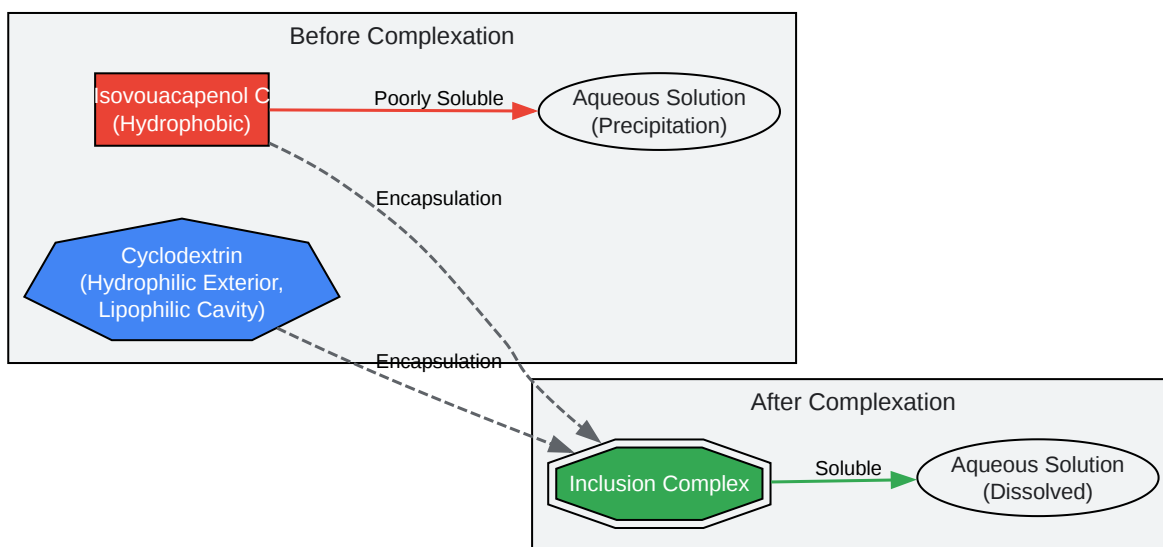 Before Complexation
Isovouacapenol C
(Hydrophobic)
Poorly Soluble
Aqueous Solution
(Precipitation)
Encapsulation
Cyclodextrin
(Hydrophilic Exterior,
Lipophilic Cavity)
Encapsulation
After Complexation
Inclusion Complex
Soluble
Aqueous Solution
(Dissolved)